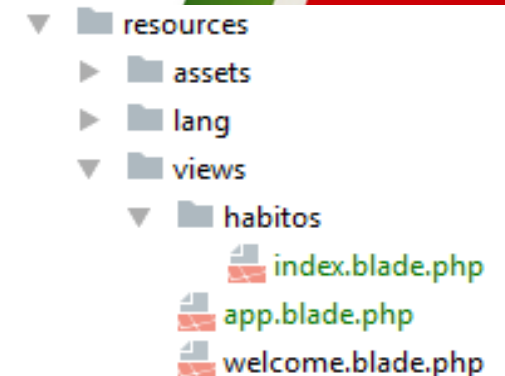 resources
assets
lang
views
habitos
index.blade.php
app.blade.php
welcome.blade.php